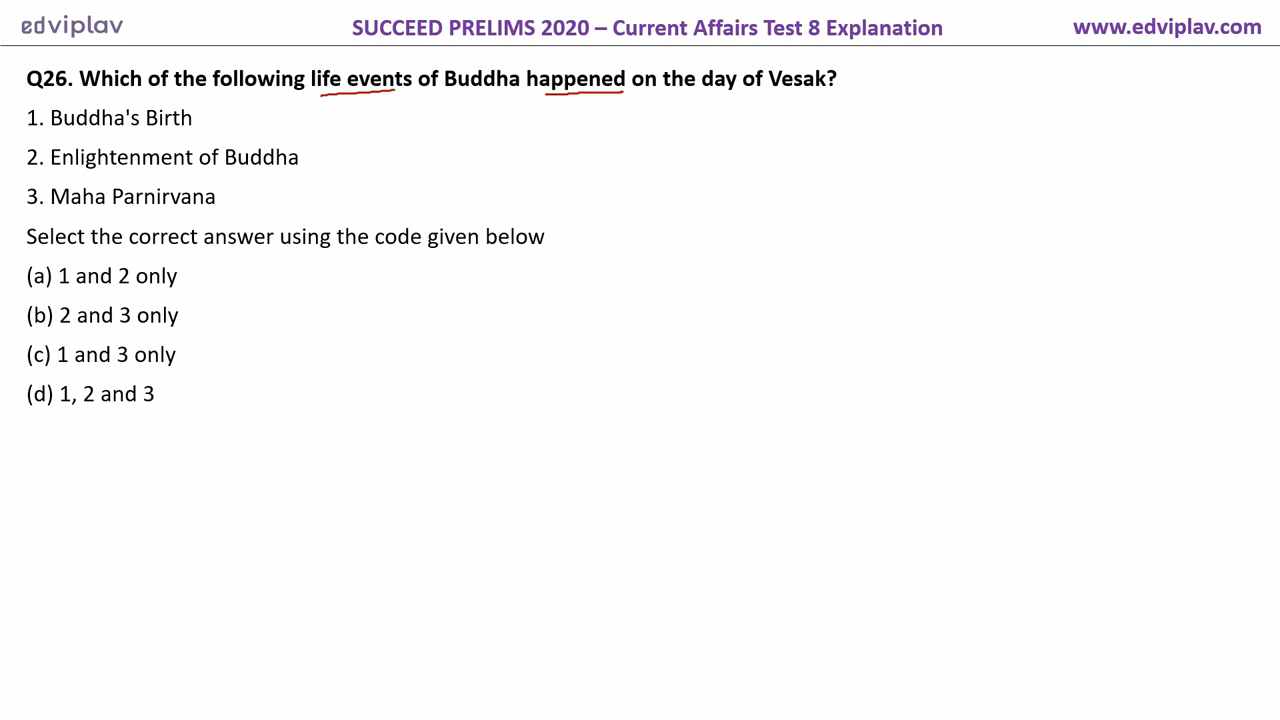 edviplav
SUCCEED PRELIMS 2020 – Current Affairs Test 8 Explanation
www.edviplav.com
Q26. Which of the following life events of Buddha happened on the day of Vesak?
1. Buddha's Birth
2. Enlightenment of Buddha
3. Maha Parnirvana
Select the correct answer using the code given below
(a) 1 and 2 only
(b) 2 and 3 only
(c) 1 and 3 only
(d) 1, 2 and 3